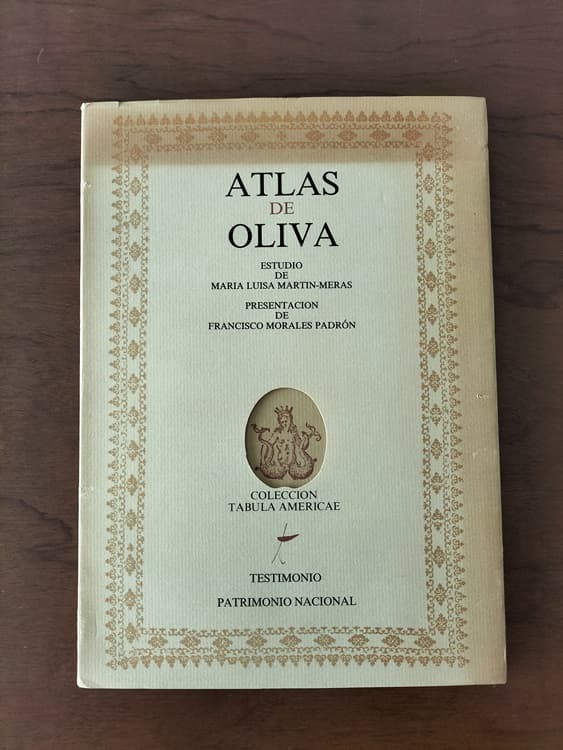 ATLAS
DE
OLIVA
ESTUDIO
DE
MARIA LUISA MARTIN-MERAS
PRESENTACION
DE
FRANCISCO MORALES PADRÓN
COLECCION
TABULA AMERICAE
TESTIMONIO
PATRIMONIO NACIONAL